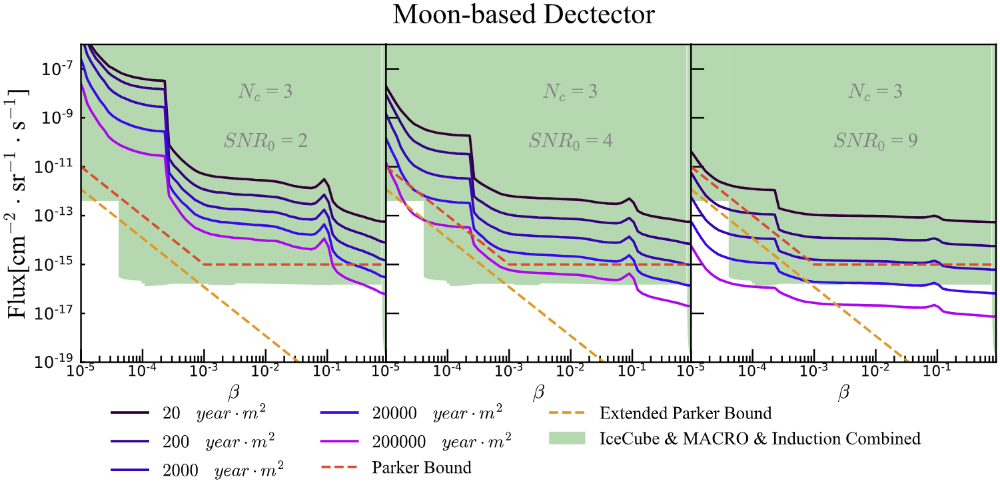 Moon-based Dectector
Flux[cm⁻² · sr⁻¹ · s⁻¹]
10⁻⁷
10⁻⁹
10⁻¹¹
10⁻¹³
10⁻¹⁵
10⁻¹⁷
10⁻¹⁹
N_c = 3
SNR₀ = 2
N_c = 3
SNR₀ = 4
N_c = 3
SNR₀ = 9
10⁻⁵ 10⁻⁴ 10⁻³ 10⁻² 10⁻¹ 10⁻⁵ 10⁻⁴ 10⁻³ 10⁻² 10⁻¹ 10⁻⁵ 10⁻⁴ 10⁻³ 10⁻² 10⁻¹
β β β
20 year · m²
200 year · m²
2000 year · m²
20000 year · m²
200000 year · m²
Parker Bound
Extended Parker Bound
IceCube & MACRO & Induction Combined